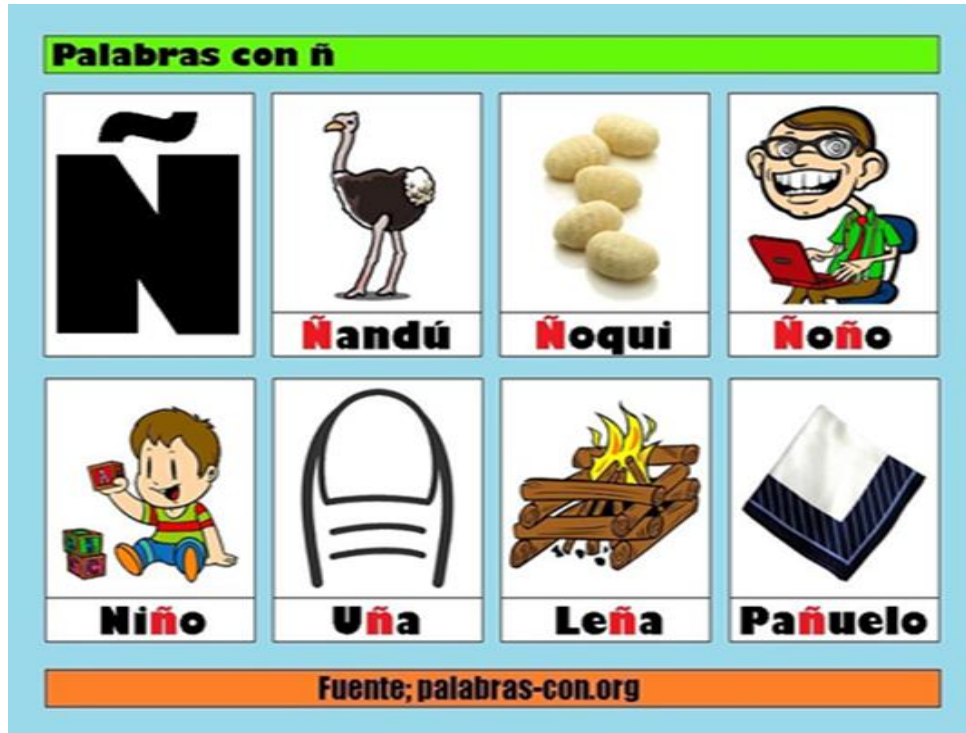 Palabras con ñ
Ñ
Ñandú
Ñoqui
Ñoño
Niño
Uña
Leña
Pañuelo
Fuente; palabras-con.org